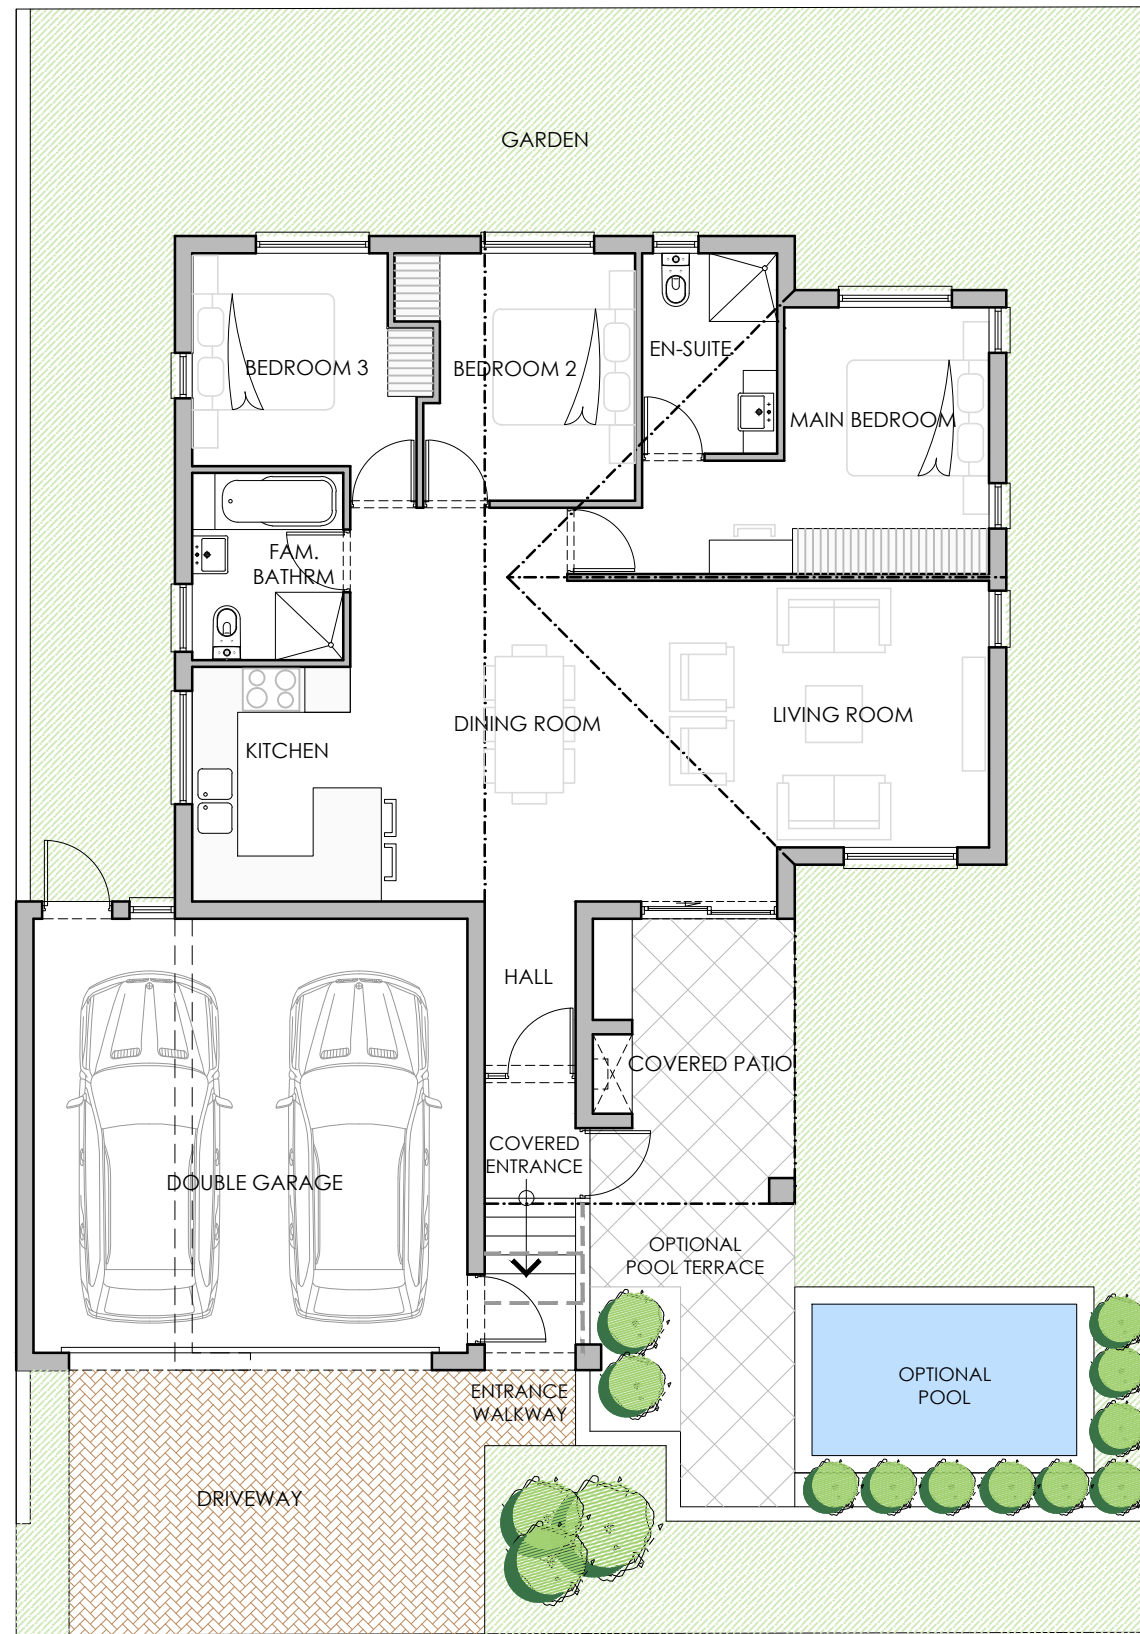 GARDEN
EN-SUITE
BEDROOM 3
BEDROOM 2
MAIN BEDROOM
FAM.
BATHRM
LIVING ROOM
DINING ROOM
KITCHEN
HALL
COVERED PATIO
COVERED
ENTRANCE
DOUBLE GARAGE
OPTIONAL
POOL TERRACE
OPTIONAL
POOL
ENTRANCE
WALKWAY
DRIVEWAY